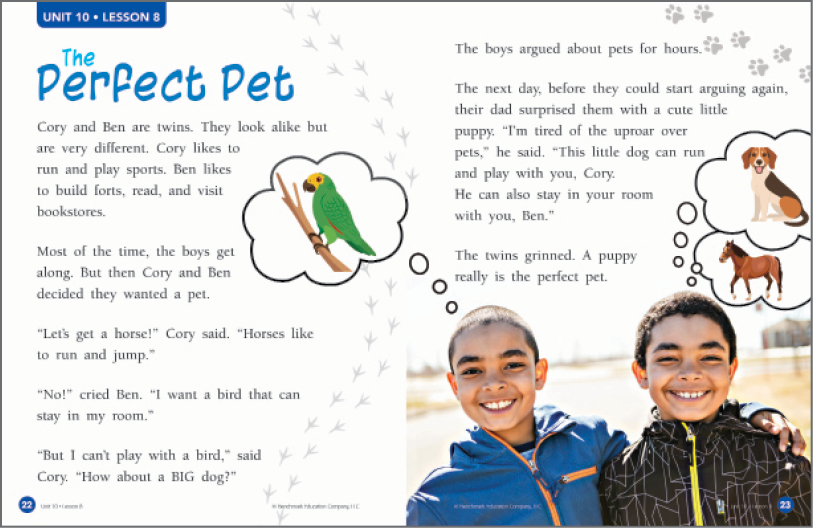 UNIT 10 • LESSON 8
The
Perfect Pet
Cory and Ben are twins. They look alike but
are very different. Cory likes to
run and play sports. Ben likes
to build forts, read, and visit
bookstores.
Most of the time, the boys get
along. But then Cory and Ben
decided they wanted a pet.
“Let’s get a horse!” Cory said. “Horses like
to run and jump.”
“No!” cried Ben. “I want a bird that can
stay in my room.”
“But I can’t play with a bird,” said
Cory. “How about a BIG dog?”
22 Unit 10 • Lesson 8
© Benchmark Education Company, LLC
The boys argued about pets for hours.
The next day, before they could start arguing again,
their dad surprised them with a cute little
puppy. “I’m tired of the uproar over
pets,” he said. “This little dog can run
and play with you, Cory.
He can also stay in your room
with you, Ben.”
The twins grinned. A puppy
really is the perfect pet.
© Benchmark Education Company, LLC
Unit 10 • Lesson 8 23